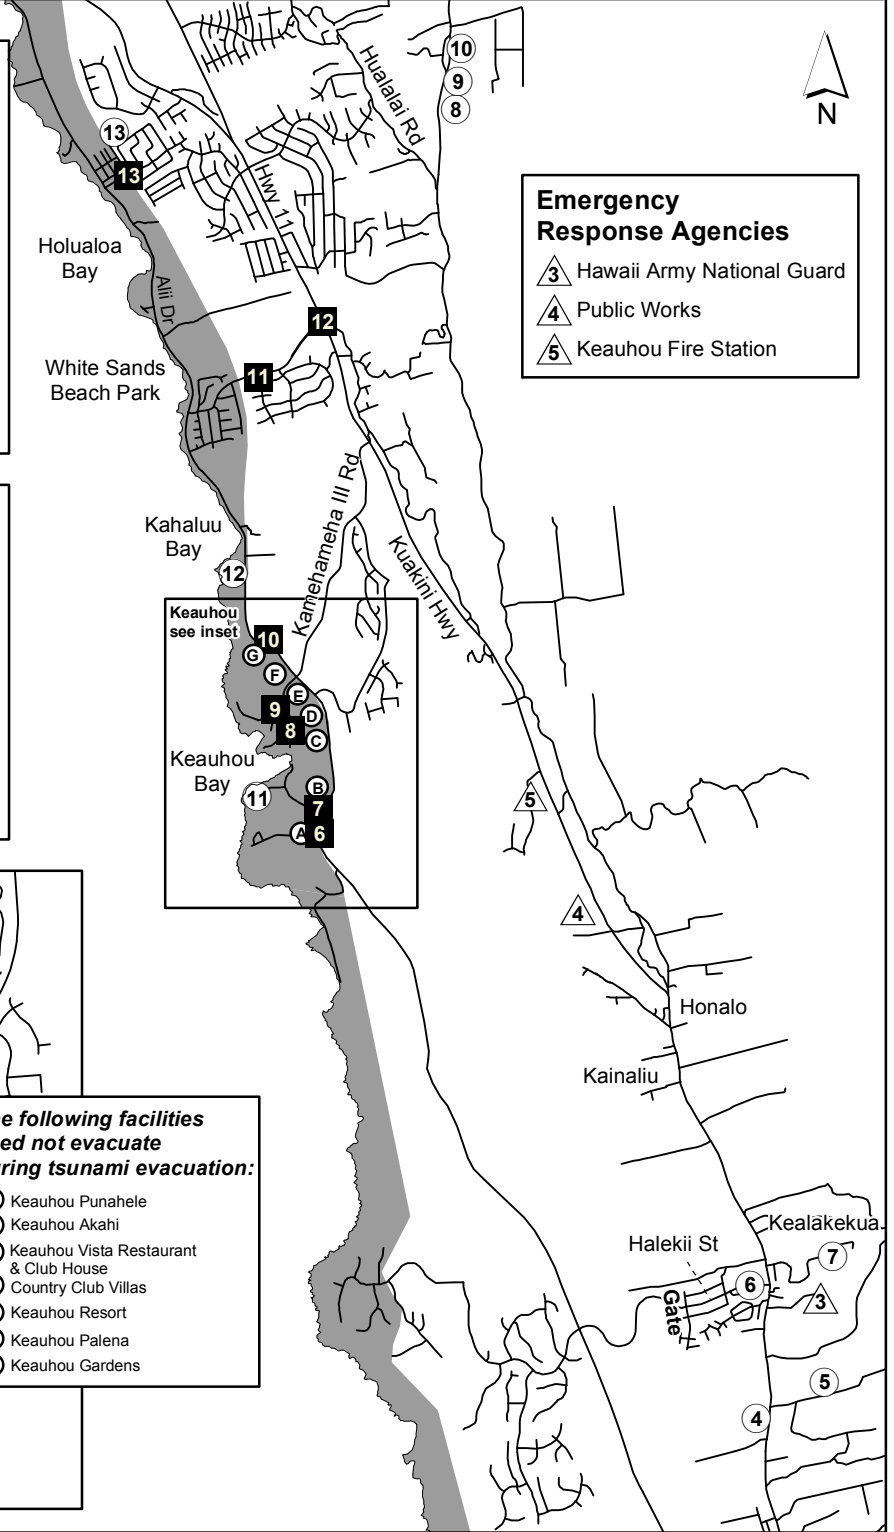 10
9
8
Hualalai Rd
N
13
13
Hwy 11
Emergency
Response Agencies
3 Hawaii Army National Guard
4 Public Works
5 Keauhou Fire Station
Holualoa
Bay
Alii Dr
12
White Sands
Beach Park
11
Kamehameha III Rd
Kahaluu
Bay
Kuakini Hwy
12
Keauhou
see inset
10
G
F
E
9
D
8
C
Keauhou
Bay
B
11
7
A
6
5
4
Honalo
Kainaliu
e following facilities
ed not evacuate
ring tsunami evacuation:
Keauhou Punahele
Keauhou Akahi
Keauhou Vista Restaurant
& Club House
Country Club Villas
Keauhou Resort
Keauhou Palena
Keauhou Gardens
Kealakekua
Halekii St
7
6
3
Gate
5
4